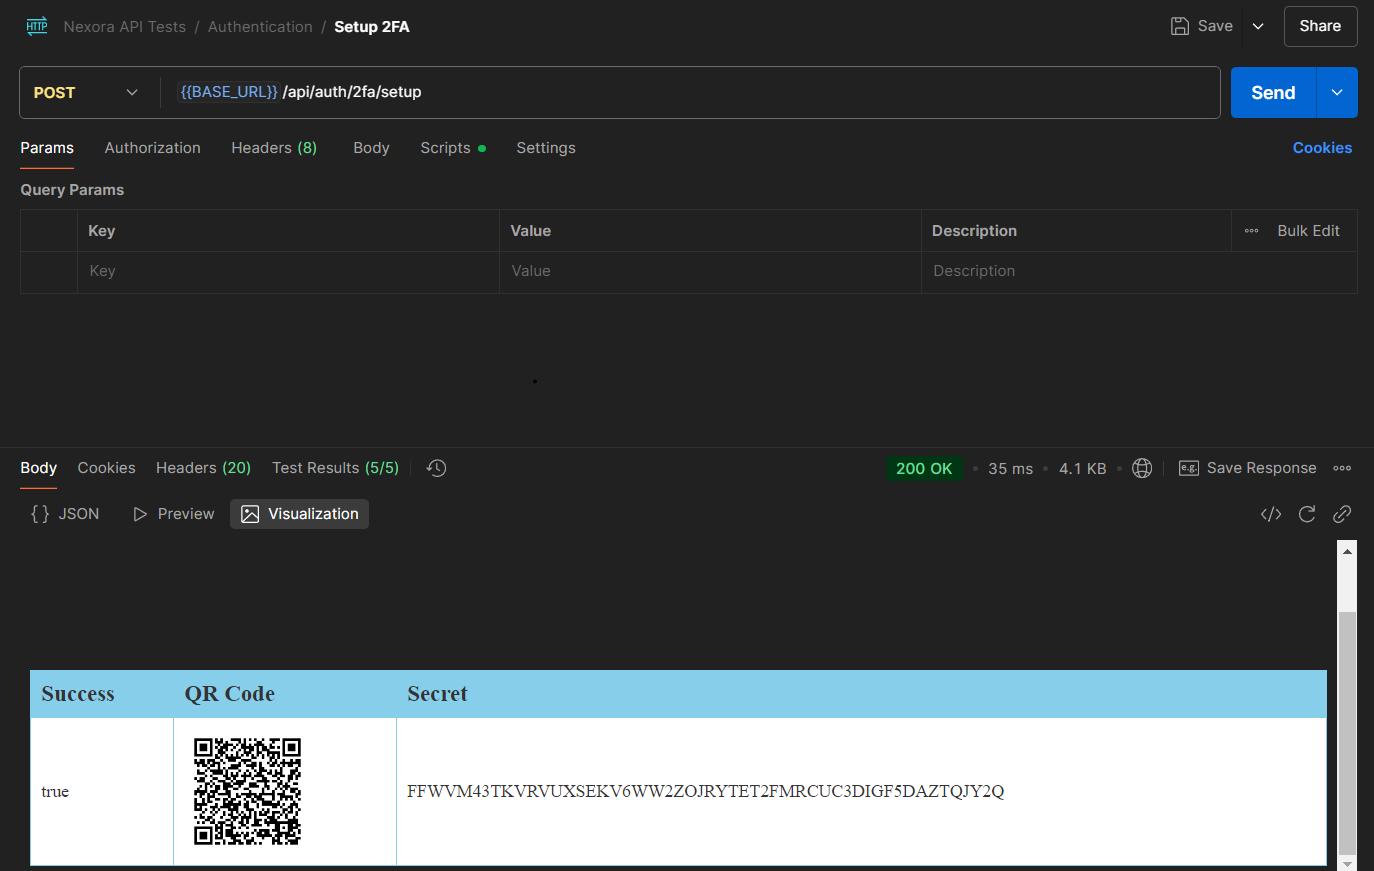 HTTP Nexora API Tests / Authentication / Setup 2FA Save Share
POST {{BASE_URL}} /api/auth/2fa/setup Send
Params Authorization Headers (8) Body Scripts Settings Cookies
Query Params
Key Value Description Bulk Edit
Key Value Description
Body Cookies Headers (20) Test Results (5/5) 200 OK 35 ms 4.1 KB e.g. Save Response
{} JSON Preview Visualization
Success QR Code Secret
true FFWVM43TKVRVUXSEKV6WW2ZOJRYTET2FMRCUC3DIGF5DAZTQJY2Q